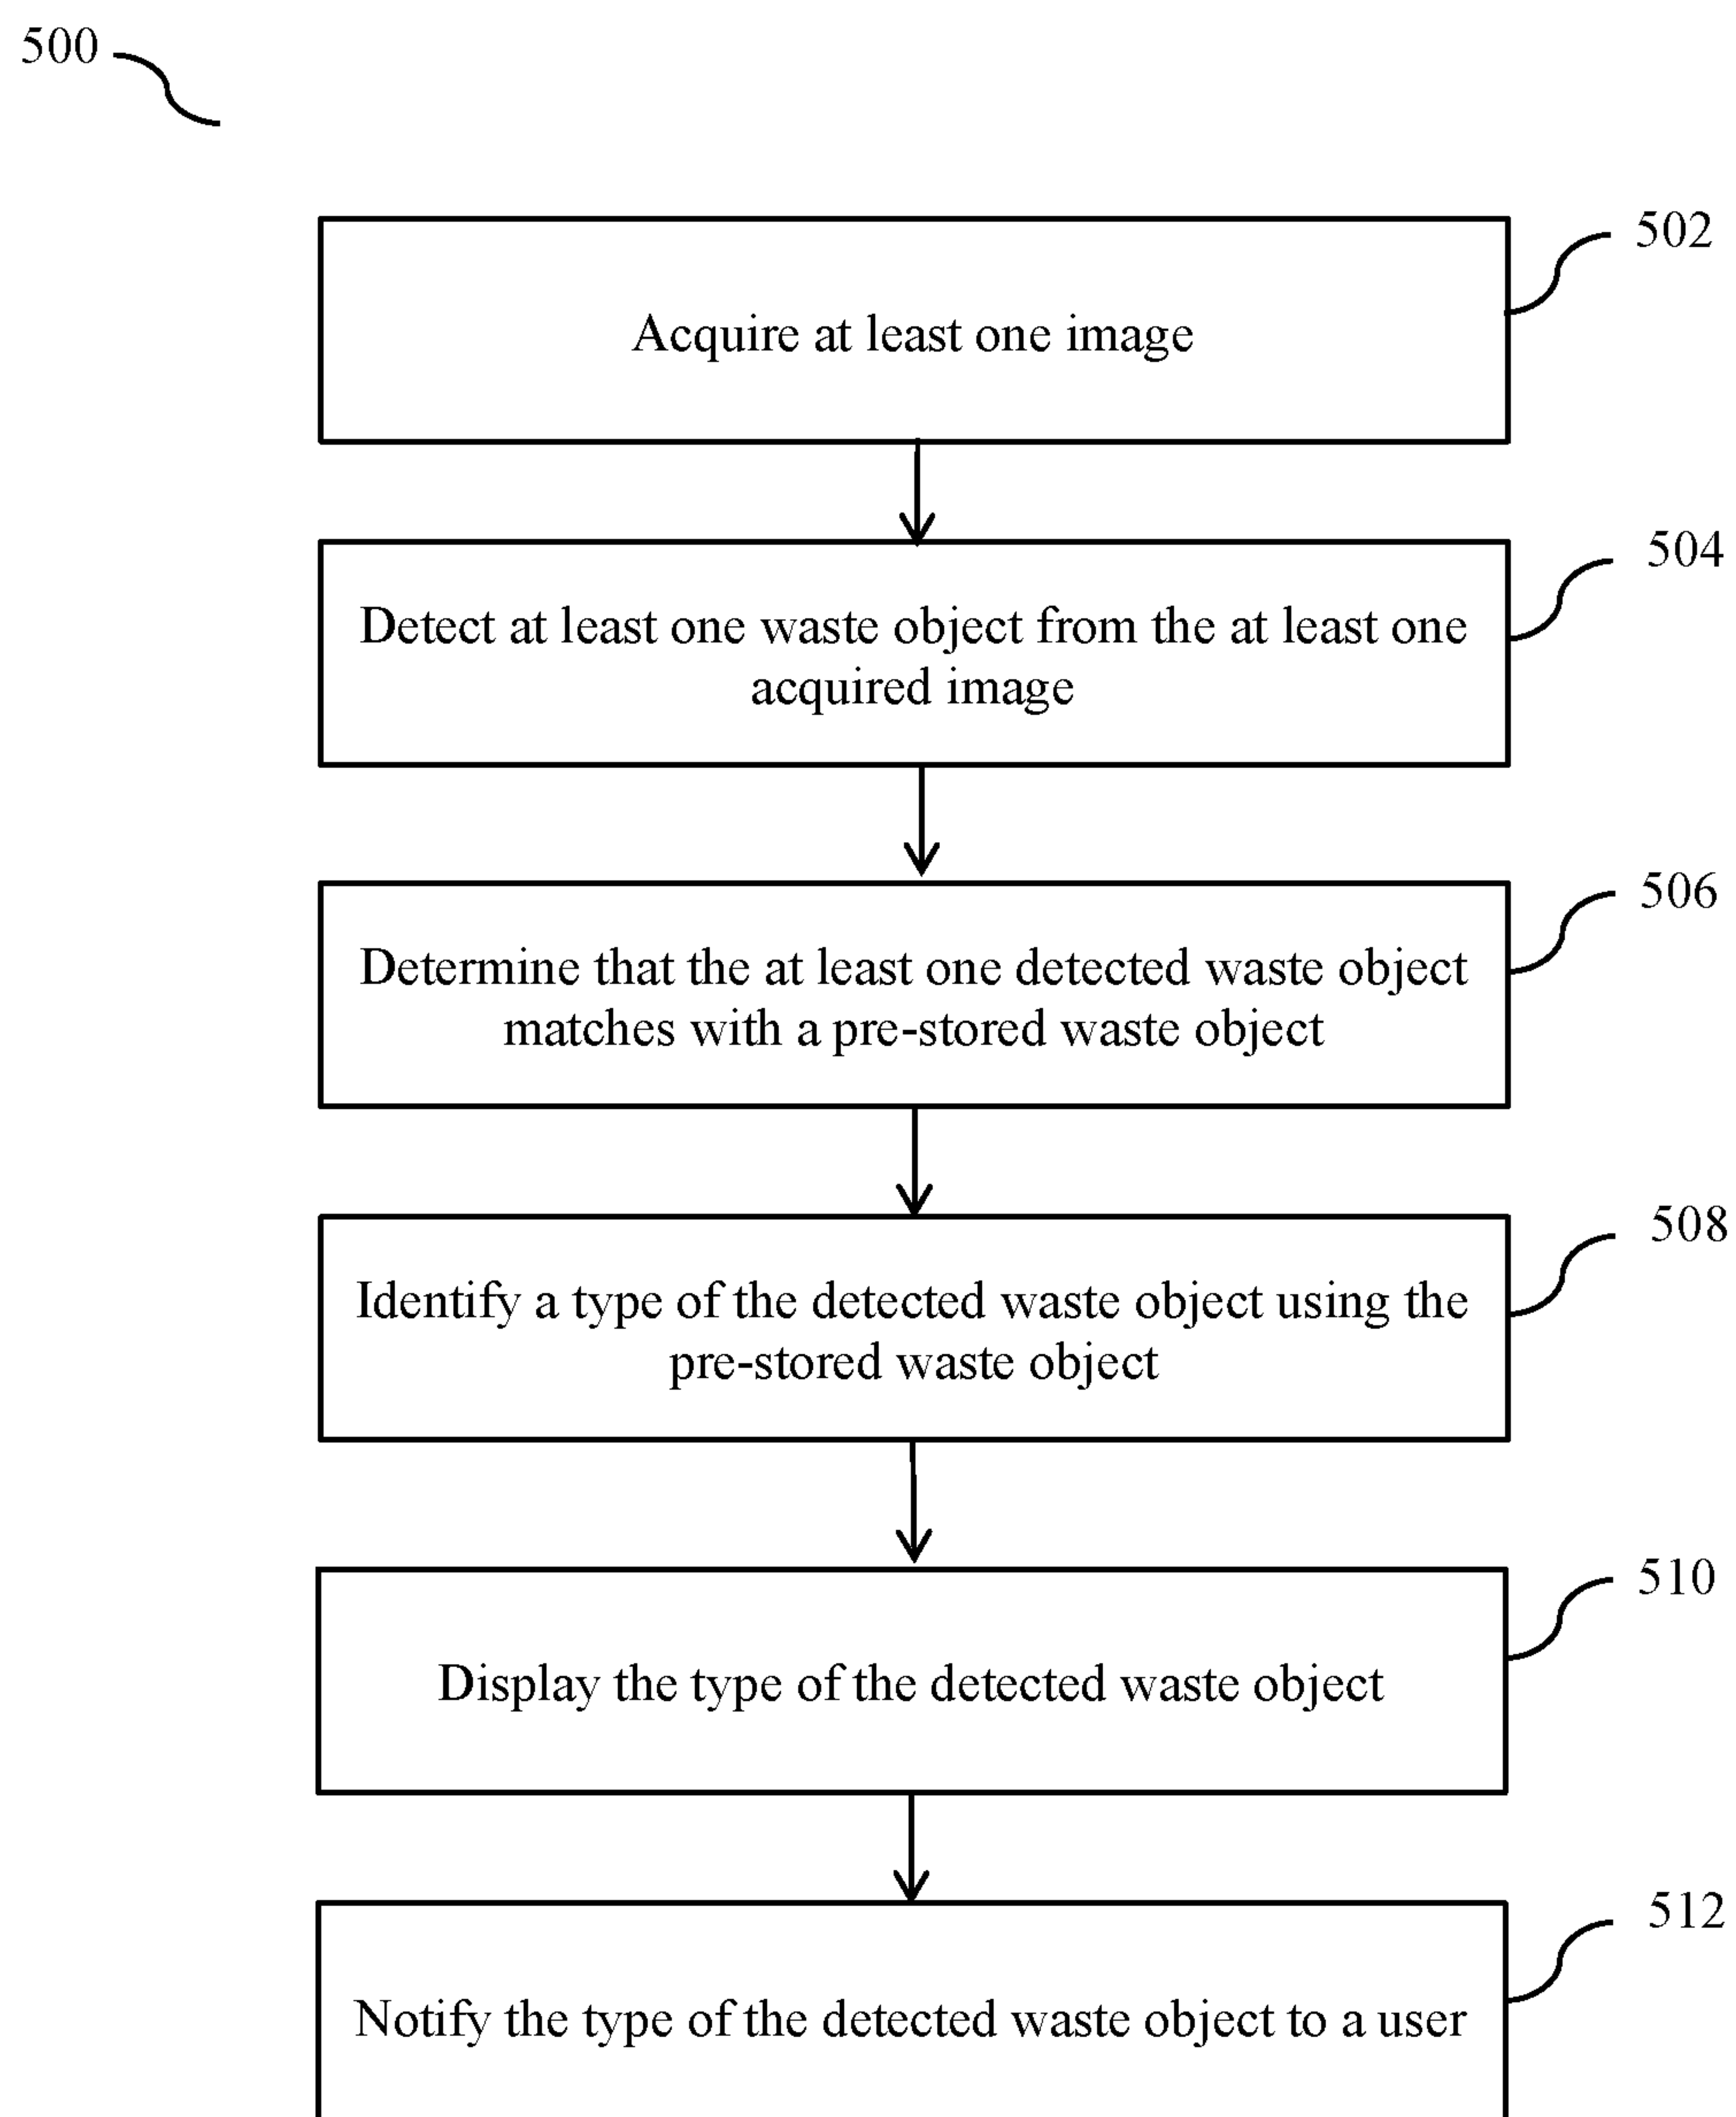 500
502
Acquire at least one image
504
Detect at least one waste object from the at least one
acquired image
506
Determine that the at least one detected waste object
matches with a pre-stored waste object
508
Identify a type of the detected waste object using the
pre-stored waste object
510
Display the type of the detected waste object
512
Notify the type of the detected waste object to a user